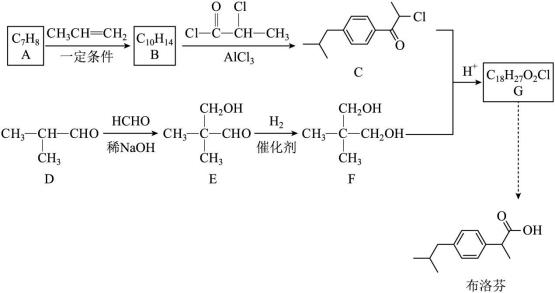 C₇H₈
A
CH₃CH=CH₂
一定条件
C₁₀H₁₄
B
O Cl
Cl—C—CH—CH₃
AlCl₃
Cl
O
C
H⁺
C₁₈H₂₇O₂Cl
G
CH₃—CH—CHO
CH₃
D
HCHO
稀NaOH
CH₂OH
CH₃—C—CHO
CH₃
E
H₂
催化剂
CH₂OH
CH₃—C—CH₂OH
CH₃
F
O
OH
布洛芬